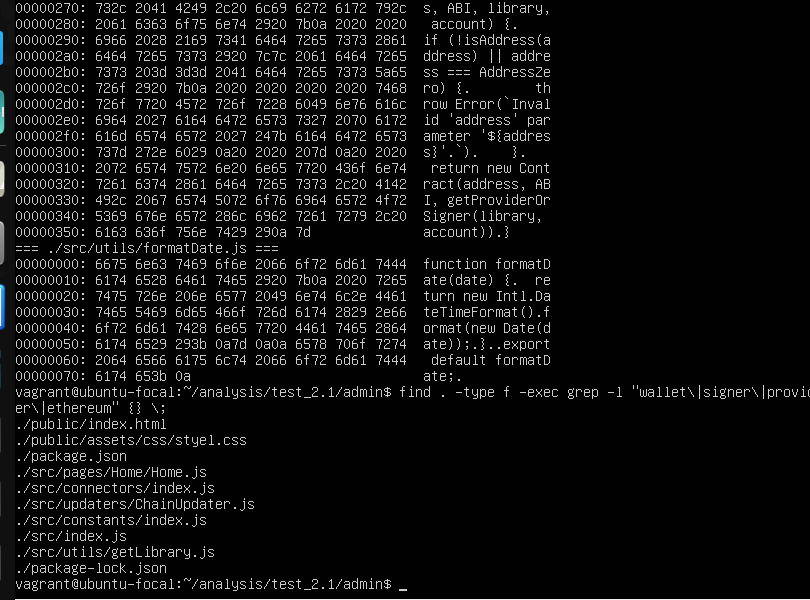 00000270: 732c 2041 4249 2c20 6c69 6272 6172 792c  s, ABI, library,
00000280: 2061 6363 6f75 6e74 2920 7b0a 2020 2020   account) {.
00000290: 6966 2028 2169 7341 6464 7265 7373 2861  if (!isAddress(a
000002a0: 6464 7265 7373 2920 7c7c 2061 6464 7265  ddress) || addre
000002b0: 7373 203d 3d3d 2041 6464 7265 7373 5a65  ss === AddressZe
000002c0: 726f 2920 7b0a 2020 2020 2020 2020 7468  ro) {.        th
000002d0: 726f 7720 4572 726f 7228 6049 6e76 616c  row Error(`Inval
000002e0: 6964 2027 6164 6472 6573 7327 2070 6172  id 'address' par
000002f0: 616d 6574 6572 2027 247b 6164 6472 6573  ameter '${addres
00000300: 737d 272e 6029 0a20 2020 207d 0a20 2020  s}'.`).    }.
00000310: 2072 6574 7572 6e20 6e65 7720 436f 6e74   return new Cont
00000320: 7261 6374 2861 6464 7265 7373 2c20 4142  ract(address, AB
00000330: 492c 2067 6574 5072 6f76 6964 6572 4f72  I, getProviderOr
00000340: 5369 676e 6572 286c 6962 7261 7279 2c20  Signer(library,
00000350: 6163 636f 756e 7429 290a 7d              account)).}
=== ./src/utils/formatDate.js ===
00000000: 6675 6e63 7469 6f6e 2066 6f72 6d61 7444  function formatD
00000010: 6174 6528 6461 7465 2920 7b0a 2020 7265  ate(date) {.  re
00000020: 7475 726e 206e 6577 2049 6e74 6c2e 4461  turn new Intl.Da
00000030: 7465 5469 6d65 466f 726d 6174 2829 2e66  teTimeFormat().f
00000040: 6f72 6d61 7428 6e65 7720 4461 7465 2864  ormat(new Date(d
00000050: 6174 6529 293b 0a7d 0a0a 6578 706f 7274  ate));.}..export
00000060: 2064 6566 6175 6c74 2066 6f72 6d61 7444   default formatD
00000070: 6174 653b 0a                             ate;.
vagrant@ubuntu-focal:~/analysis/test_2.1/admin$ find . -type f -exec grep -l "wallet\|signer\|provid
er\|ethereum" {} \;
./public/index.html
./public/assets/css/styel.css
./package.json
./src/pages/Home/Home.js
./src/connectors/index.js
./src/updaters/ChainUpdater.js
./src/constants/index.js
./src/index.js
./src/utils/getLibrary.js
./package-lock.json
vagrant@ubuntu-focal:~/analysis/test_2.1/admin$ _